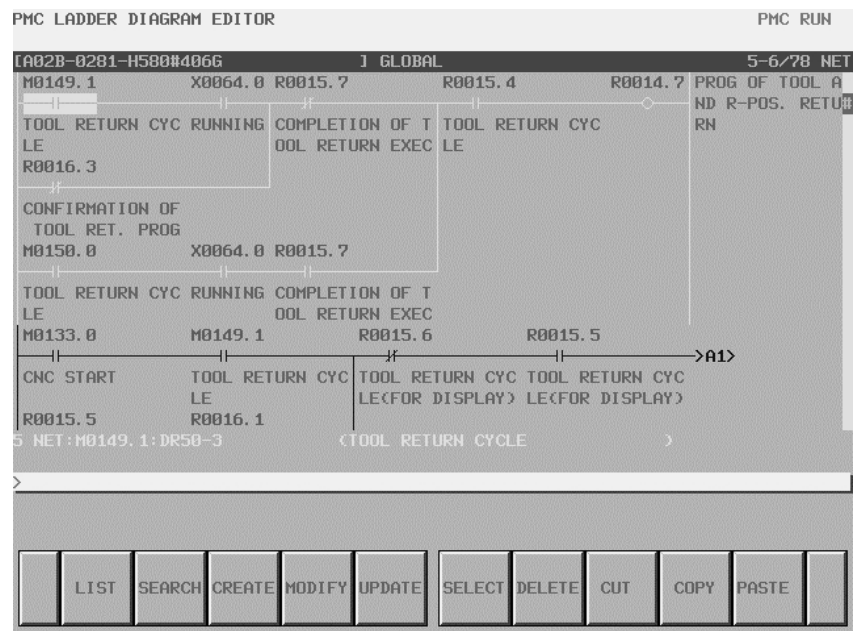 PMC LADDER DIAGRAM EDITOR PMC RUN
[A02B-0281-H580#406G ] GLOBAL 5-6/78 NET
M0149.1 X0064.0 R0015.7 R0015.4 R0014.7 PROG OF TOOL A
ND R-POS. RETU#
TOOL RETURN CYC RUNNING COMPLETION OF T TOOL RETURN CYC RN
LE OOL RETURN EXEC LE
R0016.3
CONFIRMATION OF
TOOL RET. PROG
M0150.0 X0064.0 R0015.7
TOOL RETURN CYC RUNNING COMPLETION OF T
LE OOL RETURN EXEC
M0133.0 M0149.1 R0015.6 R0015.5
>A1>
CNC START TOOL RETURN CYC TOOL RETURN CYC TOOL RETURN CYC
LE LE(FOR DISPLAY) LE(FOR DISPLAY)
R0015.5 R0016.1
5 NET:M0149.1:DR50-3 (TOOL RETURN CYCLE )
>
LIST SEARCH CREATE MODIFY UPDATE SELECT DELETE CUT COPY PASTE